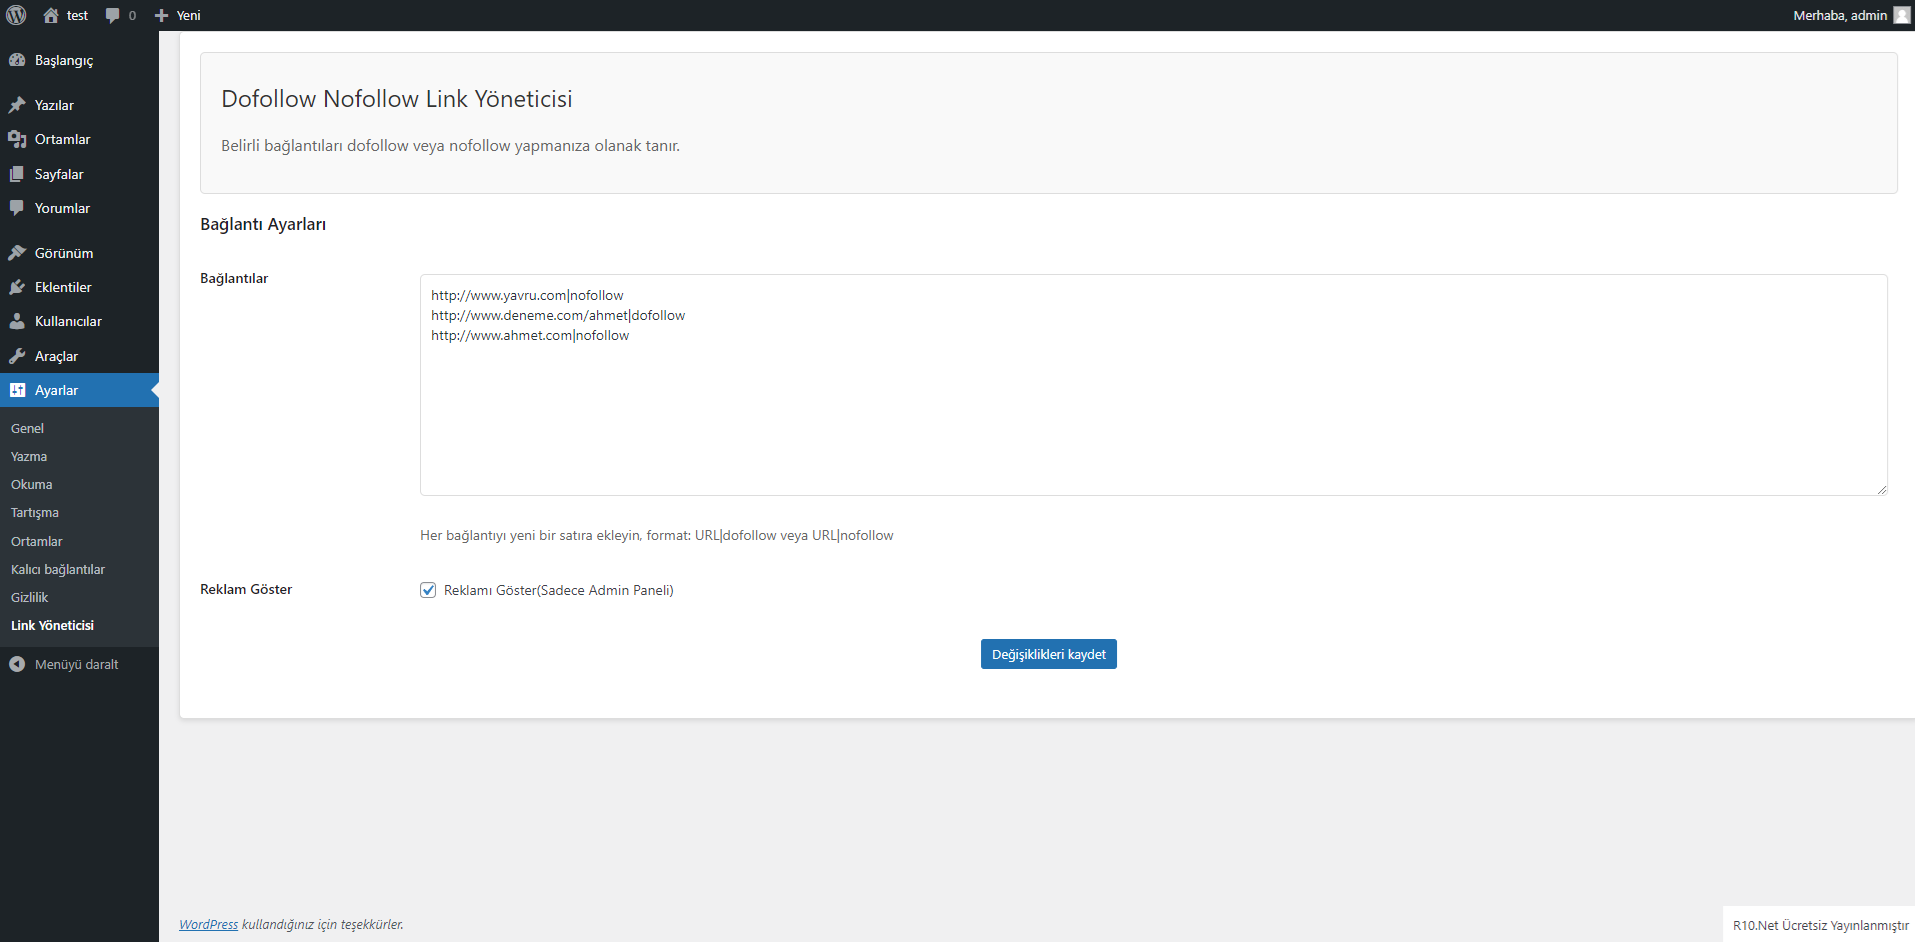 test
0
Yeni
Merhaba, admin
Başlangıç
Yazılar
Ortamlar
Sayfalar
Yorumlar
Görünüm
Eklentiler
Kullanıcılar
Araçlar
Ayarlar
Genel
Yazma
Okuma
Tartışma
Ortamlar
Kalıcı bağlantılar
Gizlilik
Link Yöneticisi
Menüyü daralt
Dofollow Nofollow Link Yöneticisi
Belirli bağlantıları dofollow veya nofollow yapmanıza olanak tanır.
Bağlantı Ayarları
Bağlantılar
http://www.yavru.com|nofollow
http://www.deneme.com/ahmet|dofollow
http://www.ahmet.com|nofollow
Her bağlantıyı yeni bir satıra ekleyin, format: URL|dofollow veya URL|nofollow
Reklam Göster
Reklamı Göster(Sadece Admin Paneli)
Değişiklikleri kaydet
WordPress kullandığınız için teşekkürler.
R10.Net Ücretsiz Yayınlanmıştır